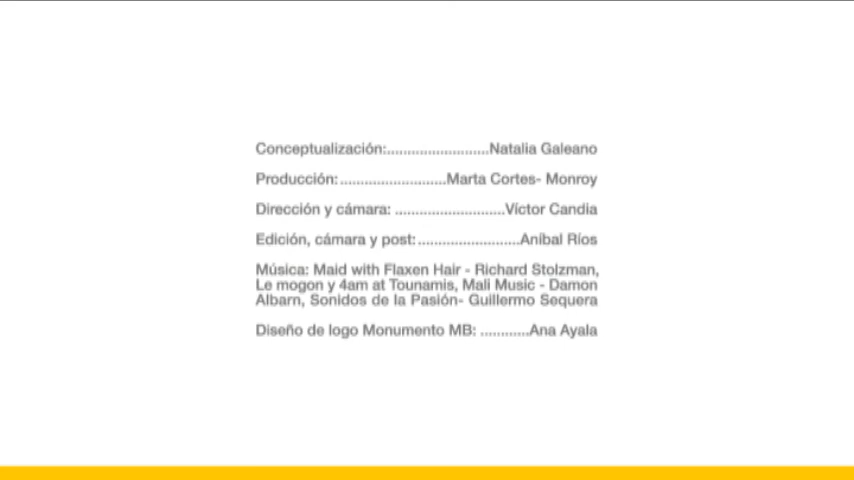 Conceptualización:.........................Natalia Galeano
Producción:..........................Marta Cortes- Monroy
Dirección y cámara: ...........................Víctor Candia
Edición, cámara y post:.........................Aníbal Ríos
Música: Maid with Flaxen Hair - Richard Stolzman,
Le mogon y 4am at Tounamis, Mali Music - Damon
Albarn, Sonidos de la Pasión- Guillermo Sequera
Diseño de logo Monumento MB: ............Ana Ayala